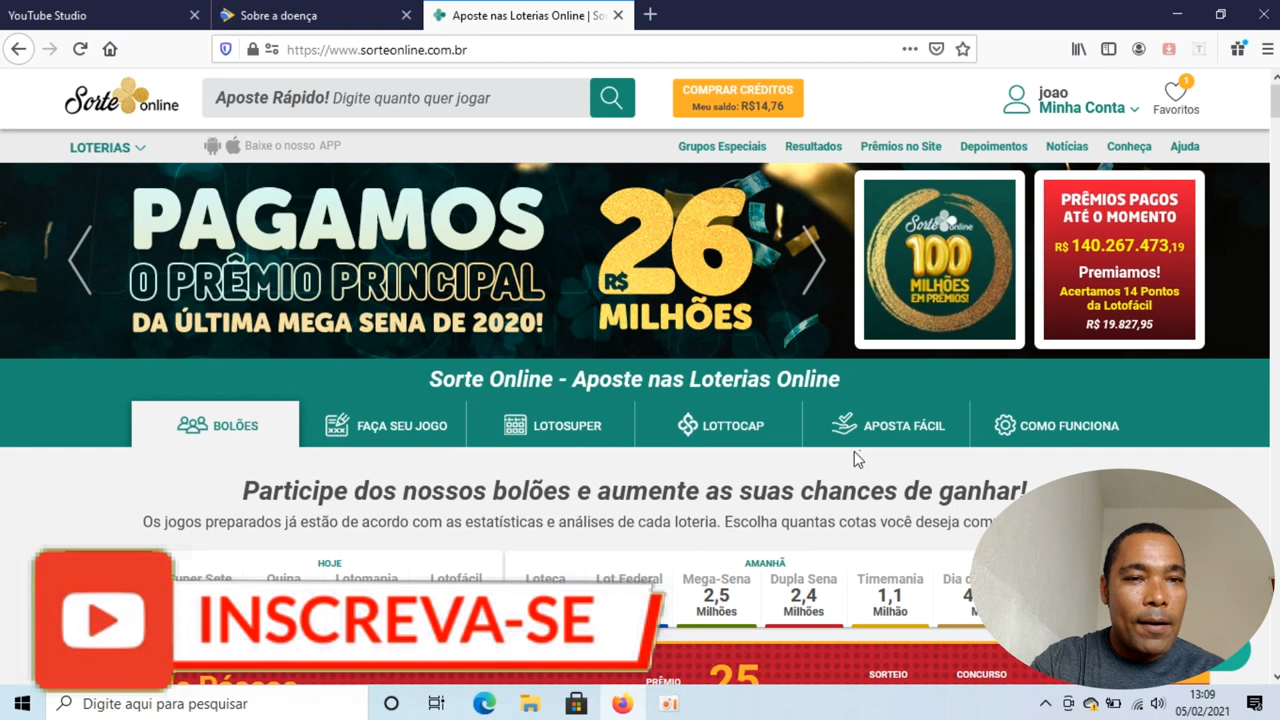 YouTube Studio
Sobre a doença
Aposte nas Loterias Online | So
https://www.sorteonline.com.br
Sorte online
Aposte Rápido! Digite quanto quer jogar
COMPRAR CRÉDITOS
Meu saldo: R$14,76
joao
Minha Conta
1
Favoritos
LOTERIAS
Baixe o nosso APP
Grupos Especiais
Resultados
Prêmios no Site
Depoimentos
Notícias
Conheça
Ajuda
PAGAMOS
O PRÊMIO PRINCIPAL
DA ÚLTIMA MEGA SENA DE 2020!
R$ 26
MILHÕES
Sorte online
100
MILHÕES
EM PRÊMIOS!
PRÊMIOS PAGOS
ATÉ O MOMENTO
R$ 140.267.473,19
Premiamos!
Acertamos 14 Pontos
da Lotofácil
R$ 19.827,95
Sorte Online - Aposte nas Loterias Online
BOLÕES
FAÇA SEU JOGO
LOTOSUPER
LOTTOCAP
APOSTA FÁCIL
COMO FUNCIONA
Participe dos nossos bolões e aumente as suas chances de ganhar!
Os jogos preparados já estão de acordo com as estatísticas e análises de cada loteria. Escolha quantas cotas você deseja com
HOJE
AMANHÃ
Quina
Lotomania
Lotofácil
Loteca
Lot.Federal
Mega-Sena
2,5
Milhões
Dupla Sena
2,4
Milhões
Timemania
1,1
Milhão
Dia d
4
INSCREVA-SE
PRÊMIO
25
SORTEIO
CONCURSO
Digite aqui para pesquisar
13:09
05/02/2021